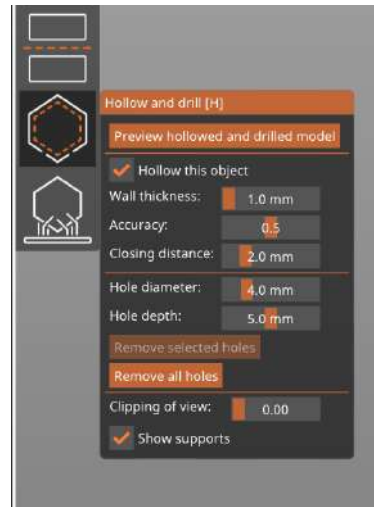 Hollow and drill [H]
Preview hollowed and drilled model
Hollow this object
Wall thickness: 1.0 mm
Accuracy: 0.5
Closing distance: 2.0 mm
Hole diameter: 4.0 mm
Hole depth: 5.0 mm
Remove selected holes
Remove all holes
Clipping of view: 0.00
Show supports